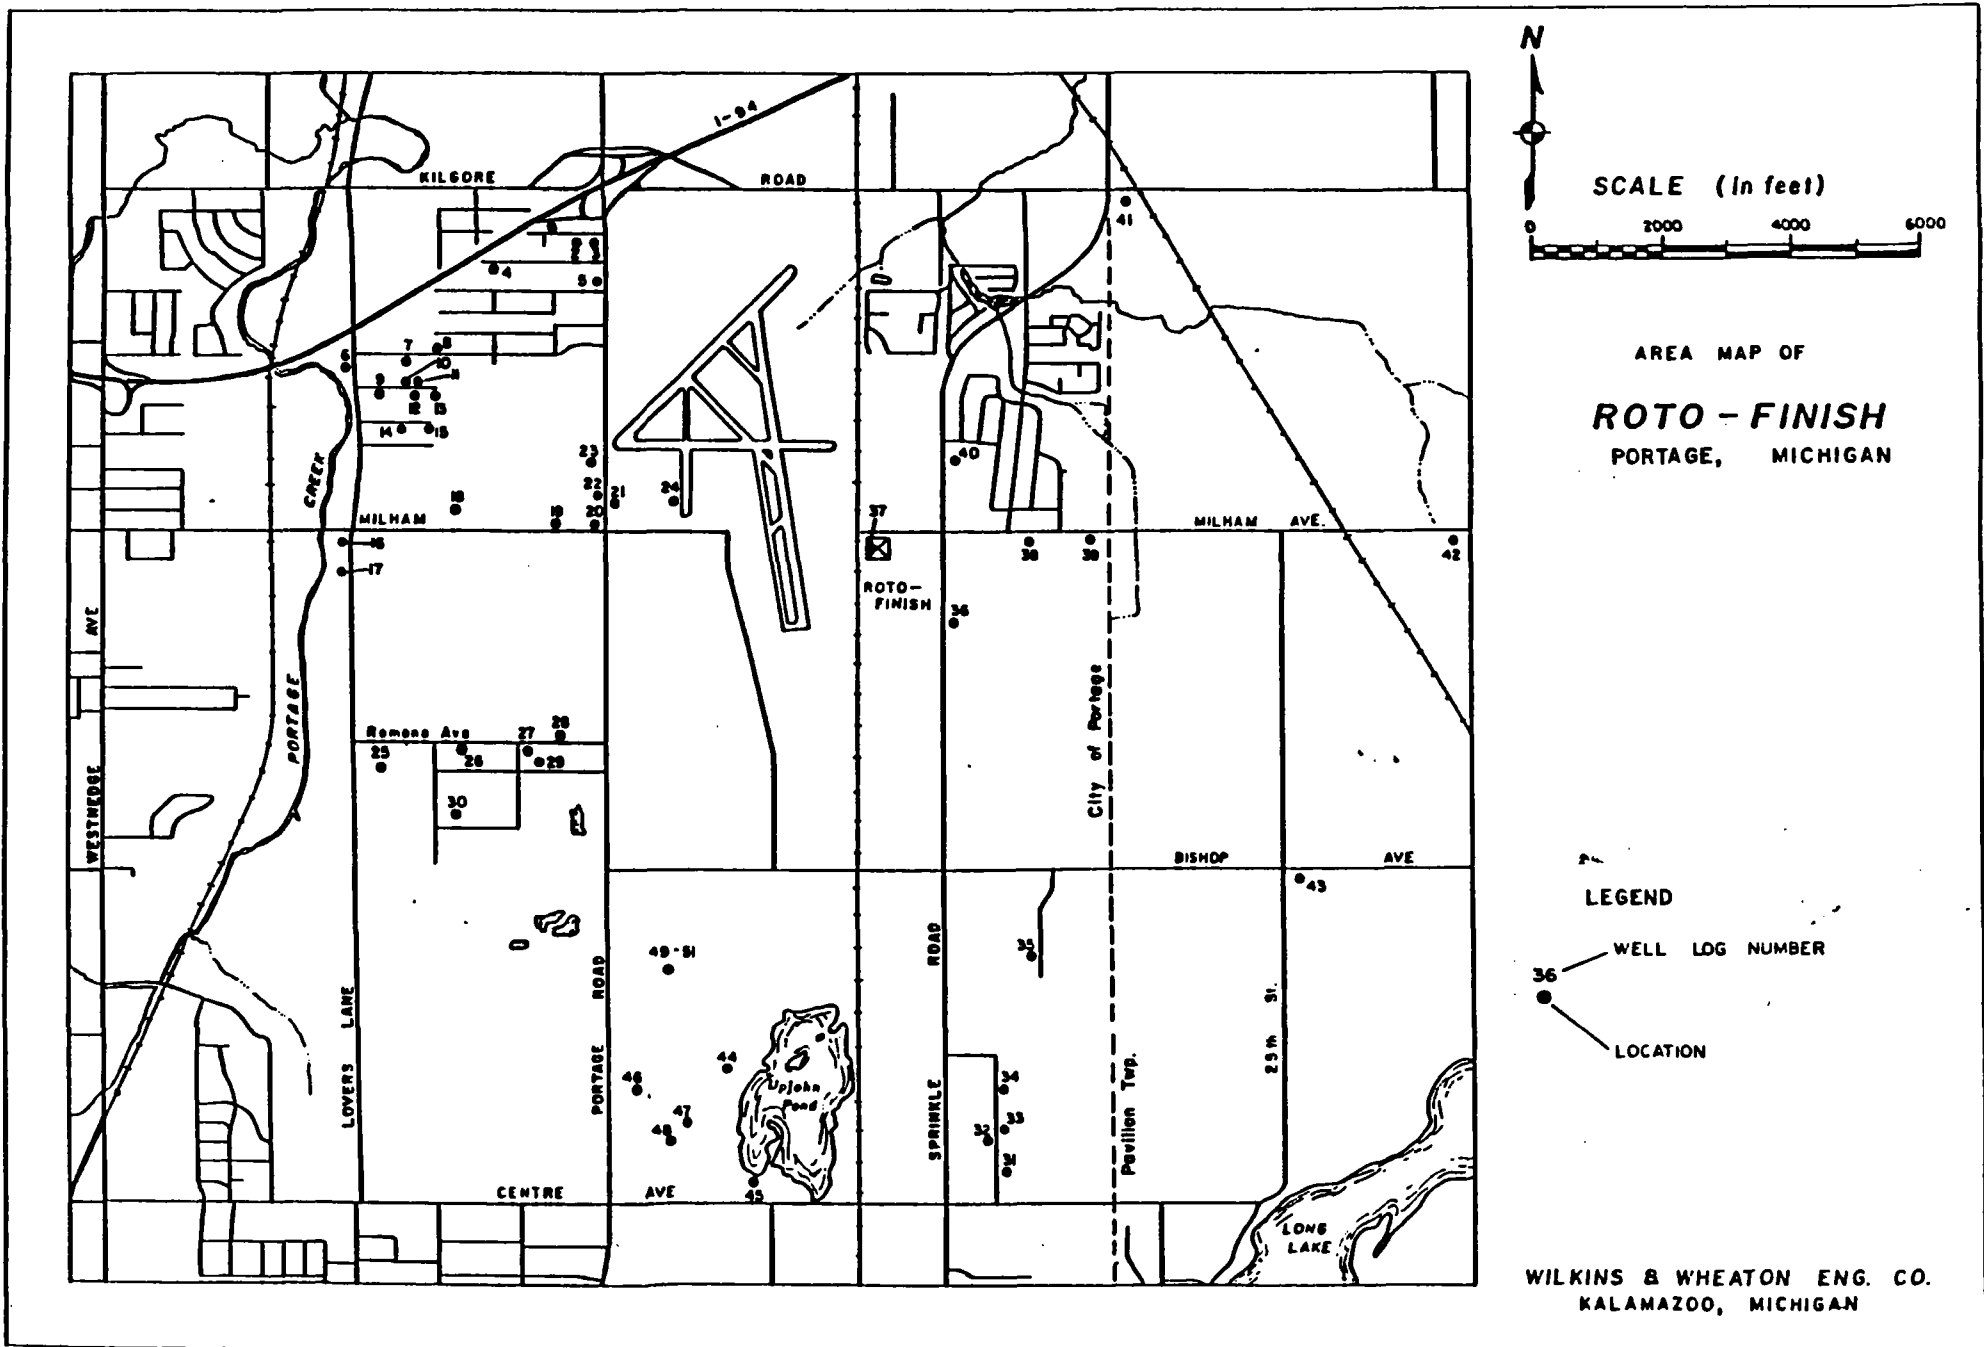 N
SCALE (in feet)
0 2000 4000 6000
AREA MAP OF
ROTO - FINISH
PORTAGE, MICHIGAN
I-94
KILGORE ROAD
41
4
5
6
7
8
9
10
11
12
13
14
15
23
22
21
24
18
19
20
40
37
MILHAM
MILHAM AVE.
16
17
38
39
42
ROTO-
FINISH
36
CREEK
PORTAGE
WESTNEDGE AVE
City of Portage
Romona Ave
25
26
27
28
29
30
BISHOP AVE
43
LEGEND
WELL LOG NUMBER
36
LOCATION
49-51
35
LOVERS LANE
PORTAGE ROAD
SPRINKLE ROAD
Pavilion Twp.
25th St.
44
46
47
48
45
Upjohn
Pond
34
33
32
31
CENTRE AVE
LONG
LAKE
WILKINS & WHEATON ENG. CO.
KALAMAZOO, MICHIGAN